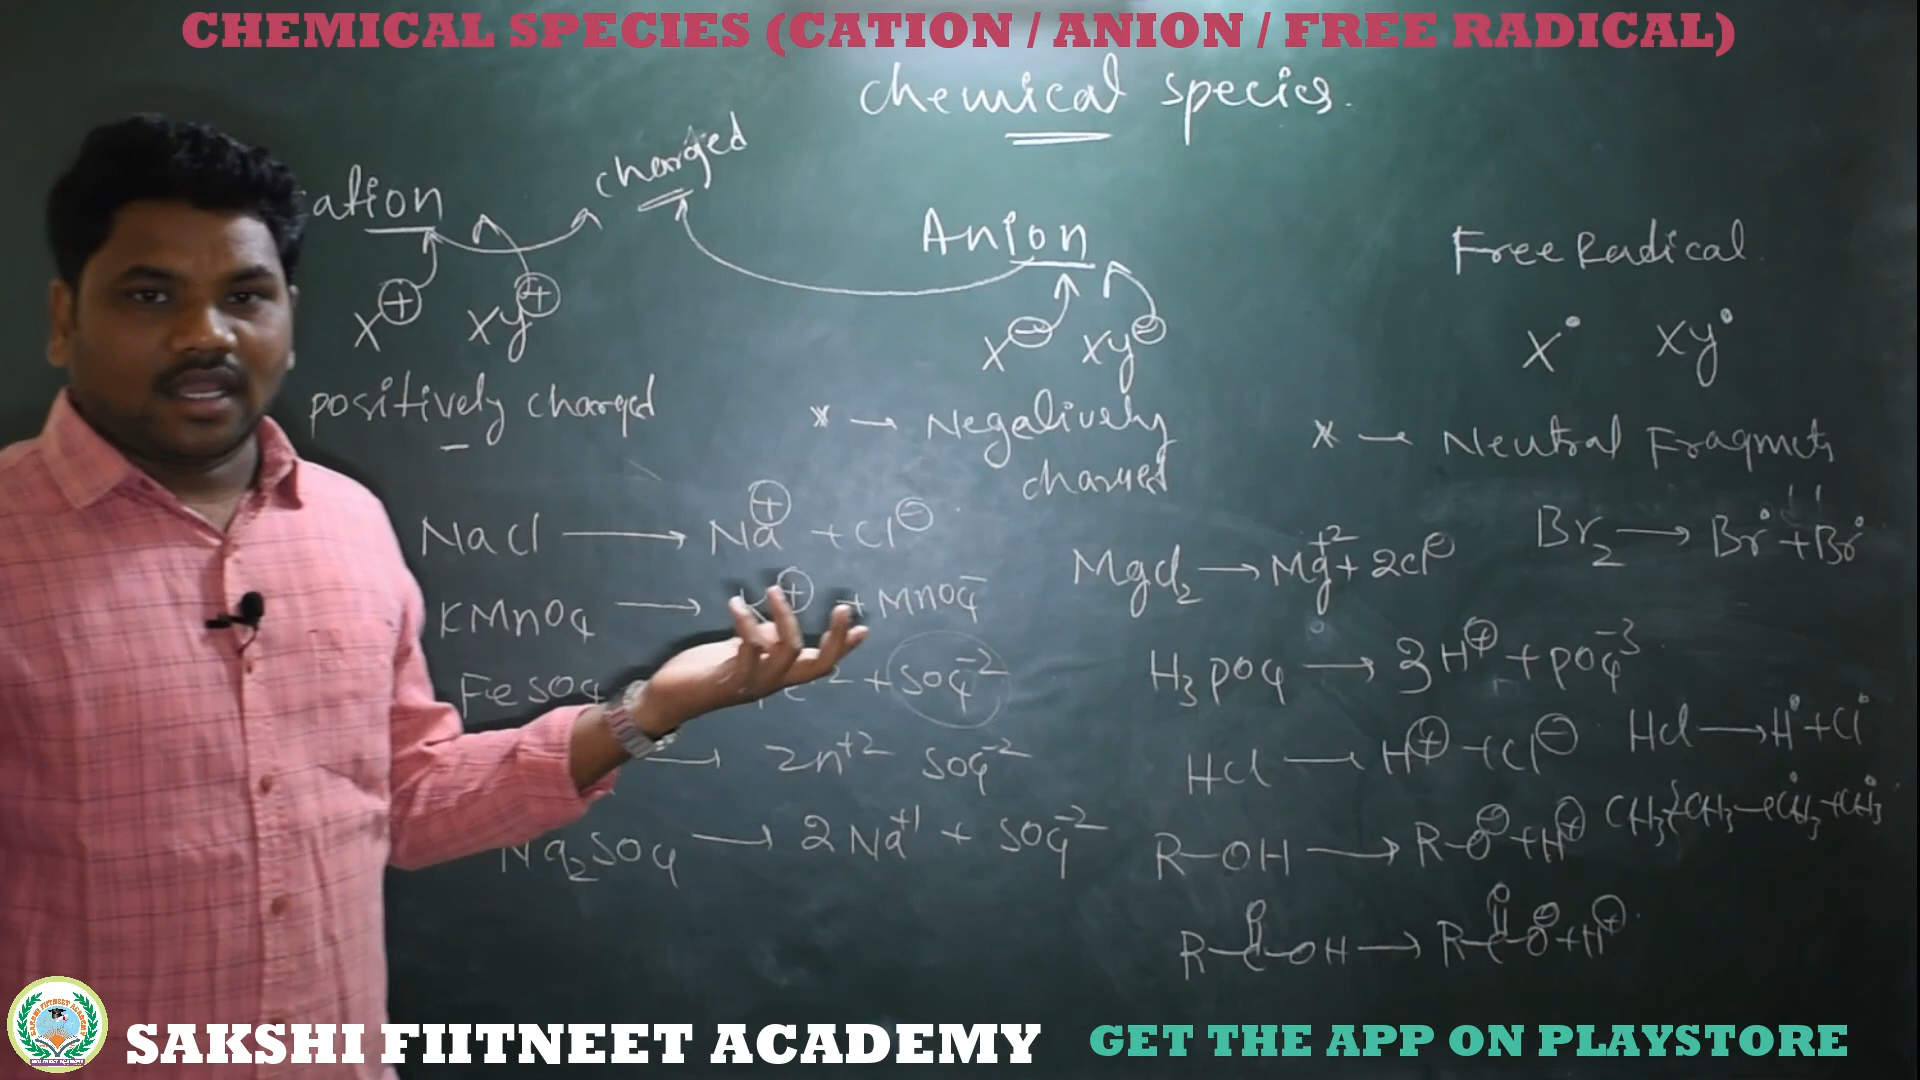 CHEMICAL SPECIES (CATION / ANION / FREE RADICAL)
Chemical species.
cation
charged
X⊕ Xy⊕
positively charged
Anion
X⊖ Xy⊖
* → Negatively
charged
Free Radical
X• Xy•
* → Neutral Fragmets
NaCl → Na⊕ + Cl⊖
KMnO4 → K⊕ + MnO4⁻
FeSO4 + SO4⁻²
→ Zn⁺² SO4⁻²
Na2SO4 → 2Na⁺¹ + SO4⁻²
MgCl2 → Mg⁺² + 2Cl⊖
H3PO4 → 3H⊕ + PO4⁻³
HCl → H⊕ + Cl⊖
R-OH → R-O⊖ + H⊕
R-C(=O)-OH → R-C(=O)-O⊖ + H⊕
Br2 → Br• + Br•
HCl → H• + Cl•
SAKSHI FIITNEET ACADEMY
GET THE APP ON PLAYSTORE